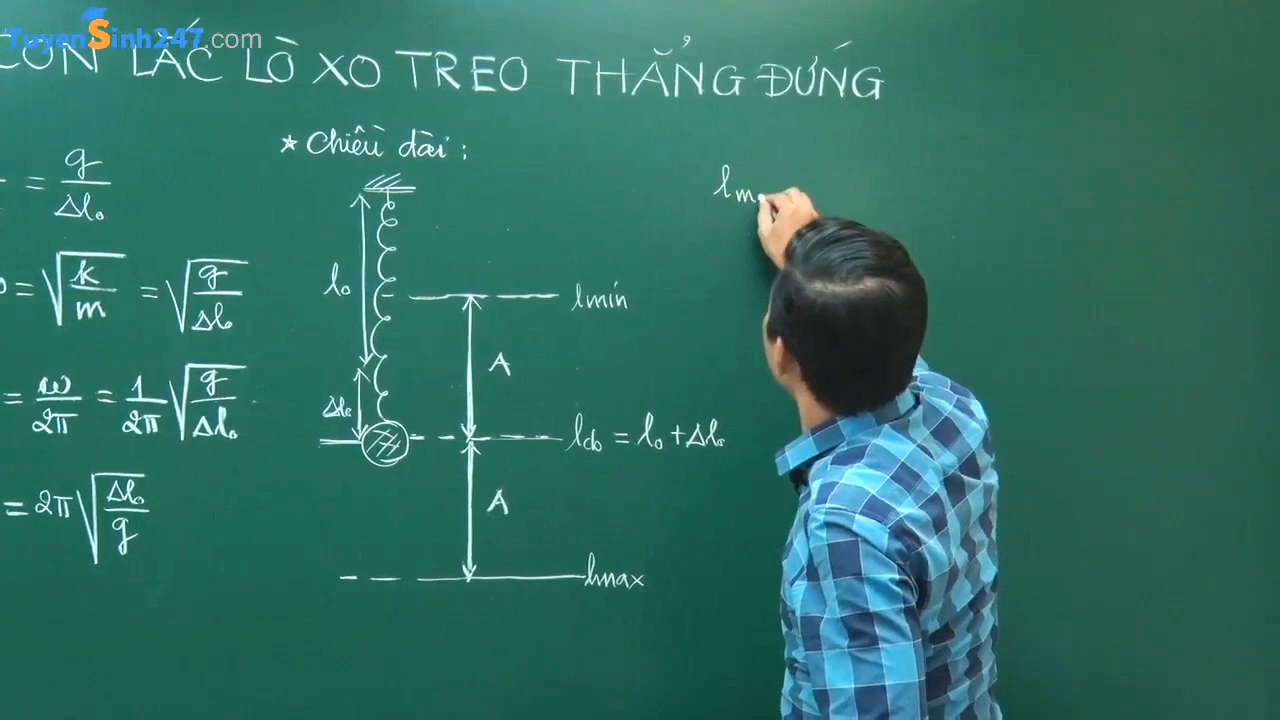 TuyenSinh247.com
CON LẮC LÒ XO TREO THẲNG ĐỨNG
* Chiều dài:
= g/Δl₀
= √(k/m) = √(g/Δl₀)
= ω/2π = 1/2π √(g/Δl₀)
= 2π √(Δl₀/g)
l₀
Δl₀
lmin
A
lcb = l₀ + Δl₀
A
lmax
lm